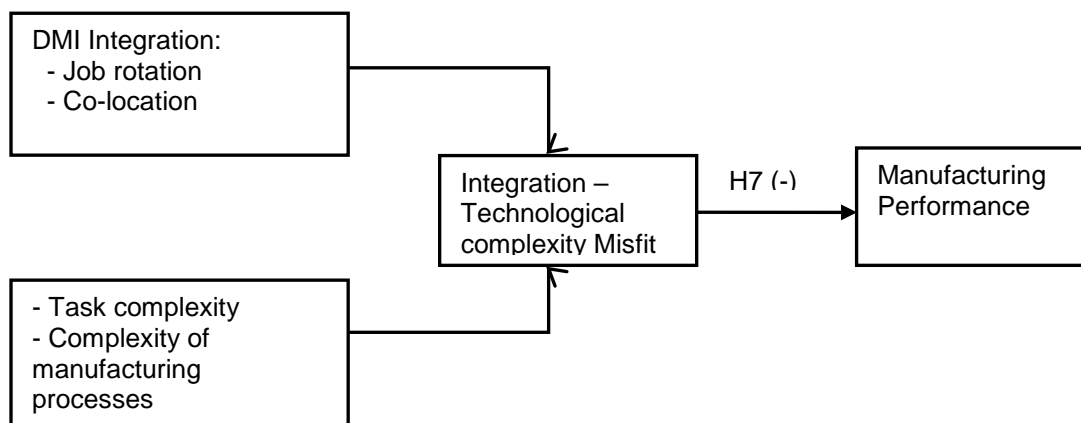 DMI Integration:
- Job rotation
- Co-location
Integration –
Technological
complexity Misfit
H7 (-)
Manufacturing
Performance
- Task complexity
- Complexity of
manufacturing
processes